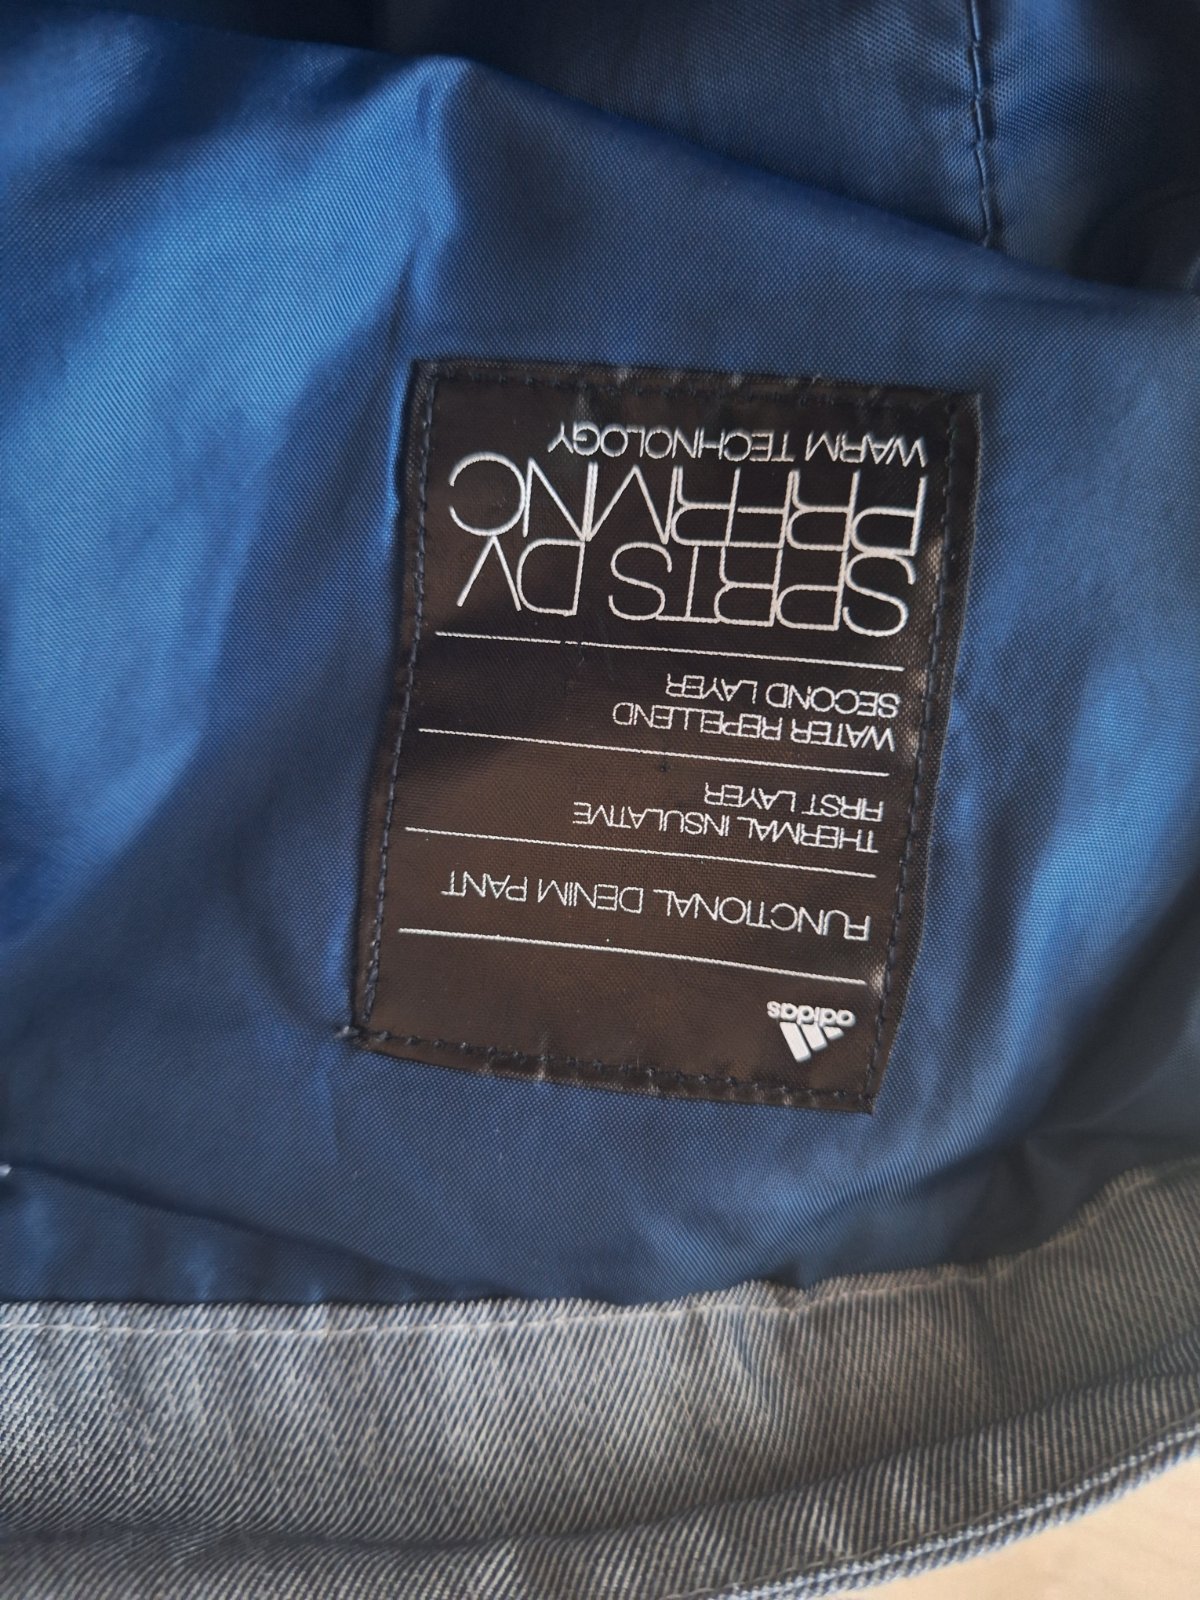 adidas
FUNCTIONAL DENIM PANT
THERMAL INSULATIVE
FIRST LAYER
WATER REPELLEND
SECOND LAYER
SPRTS DV
PRFRMNC
WARM TECHNOLOGY